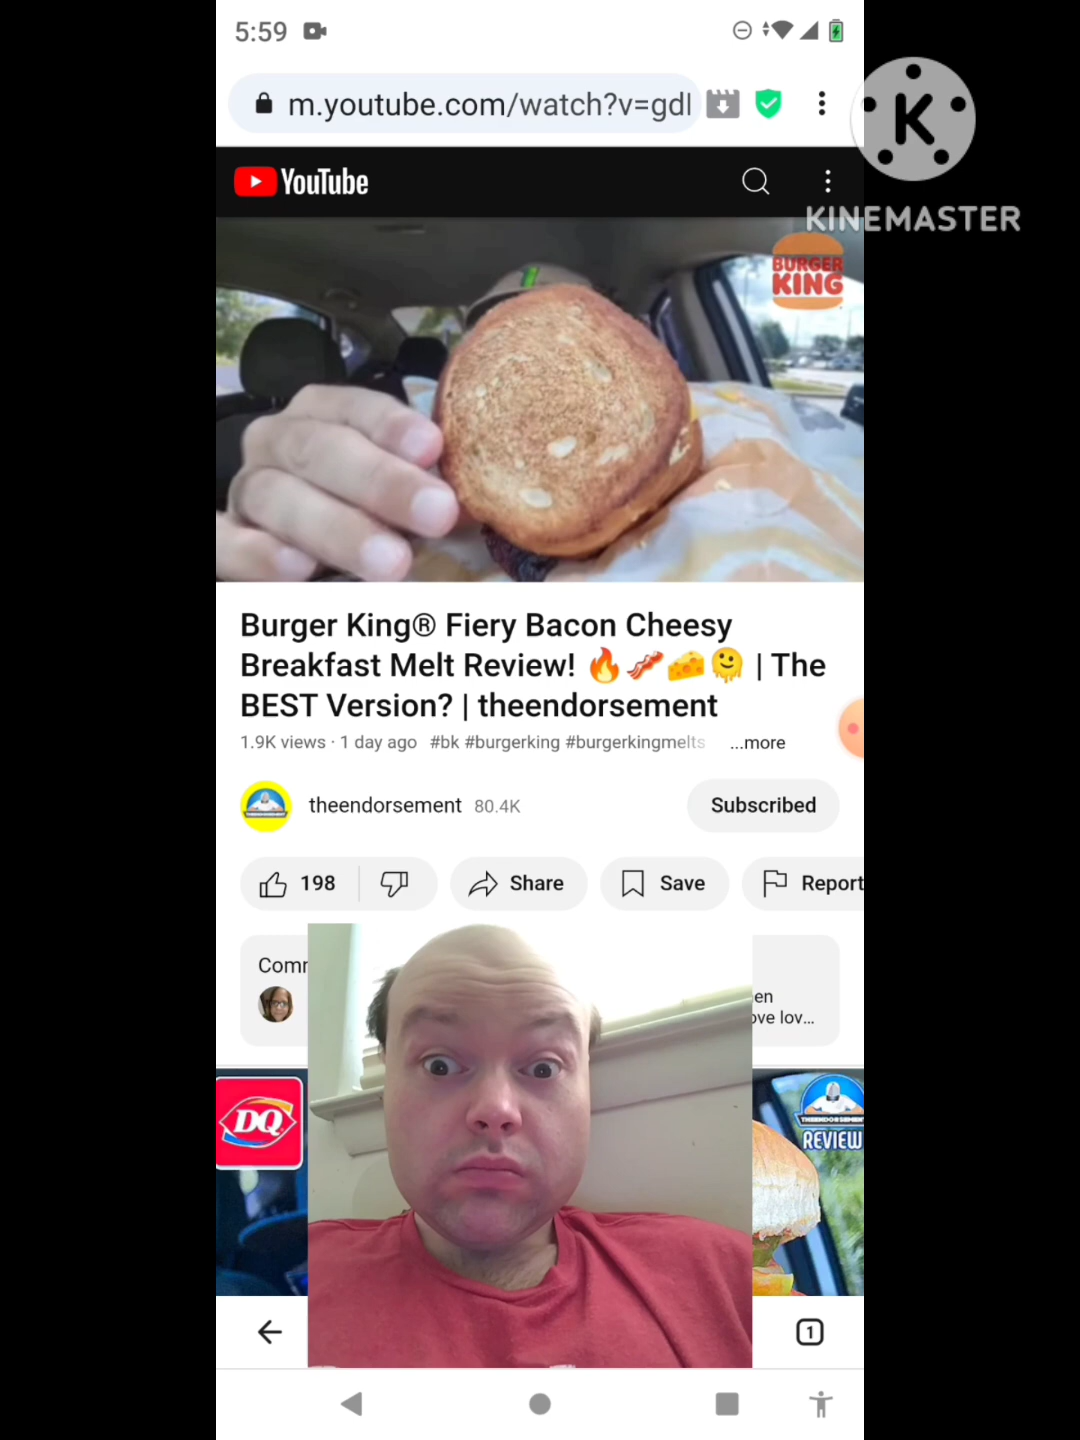 5:59
m.youtube.com/watch?v=gdl
K
YouTube
KINEMASTER
BURGER
KING
Burger King® Fiery Bacon Cheesy
Breakfast Melt Review! 🔥🥓🧀🫠 | The
BEST Version? | theendorsement
1.9K views · 1 day ago #bk #burgerking #burgerkingmelts ...more
theendorsement 80.4K
Subscribed
198
Share
Save
Report
Comr
en
ove lov...
DQ
REVIEW
1